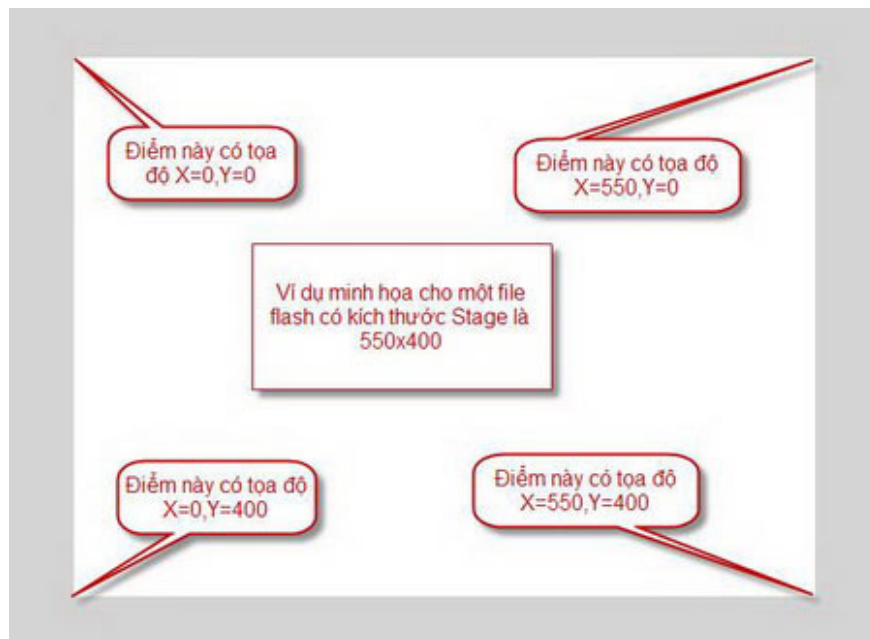 Điểm này có tọa
độ X=0,Y=0
Điểm này có tọa độ
X=550,Y=0
Ví dụ minh họa cho một file
flash có kích thước Stage là
550x400
Điểm này có tọa độ
X=0,Y=400
Điểm này có tọa độ
X=550,Y=400